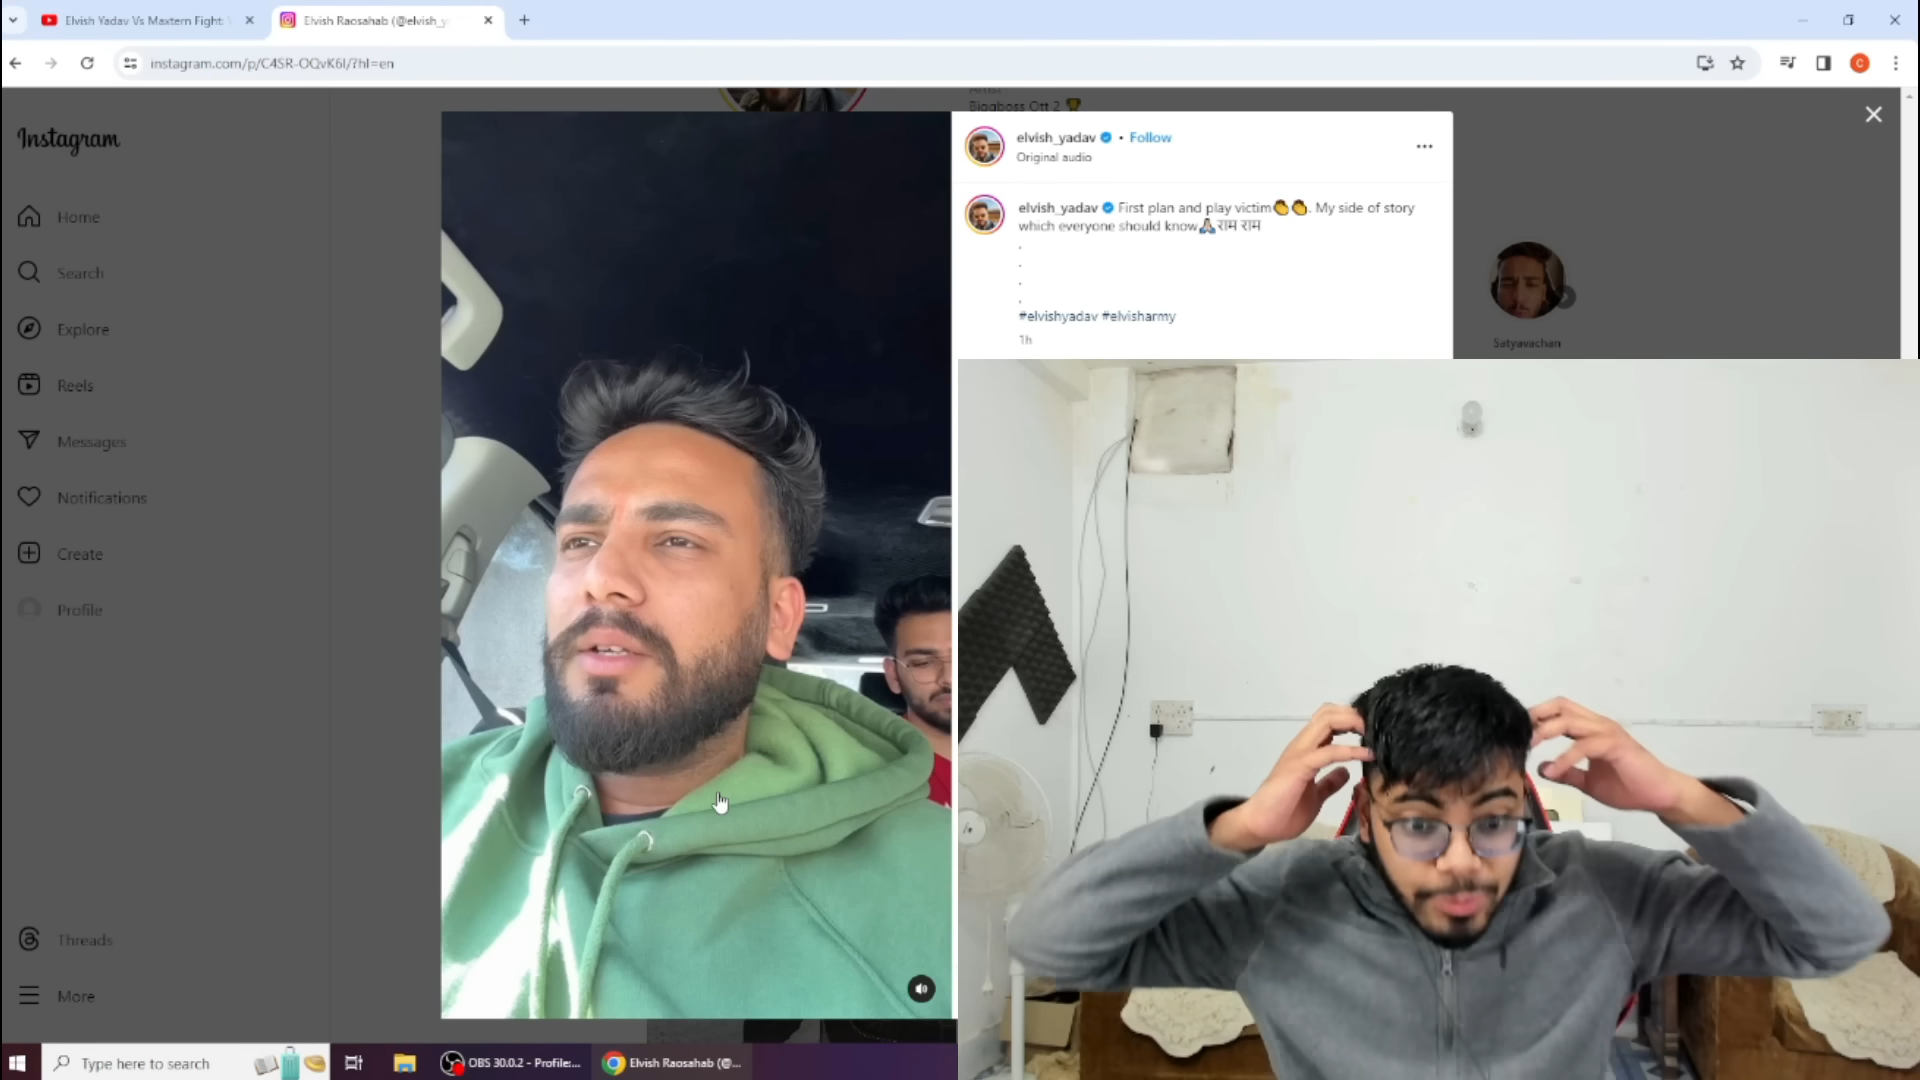 Elvish Yadav Vs Maxtern Fight:
Elvish Raosahab (@elvish_y
instagram.com/p/C4SR-OQvK6I/?hl=en
C
Instagram
Home
Search
Explore
Reels
Messages
Notifications
Create
Profile
Threads
More
Artist
Biggboss Ott 2 🏆
elvish_yadav • Follow
Original audio
elvish_yadav First plan and play victim👏👏. My side of story
which everyone should know🙏🏻राम राम
.
.
.
.
#elvishyadav #elvisharmy
1h
Satyavachan
Type here to search
OBS 30.0.2 - Profile:...
Elvish Raosahab (@...